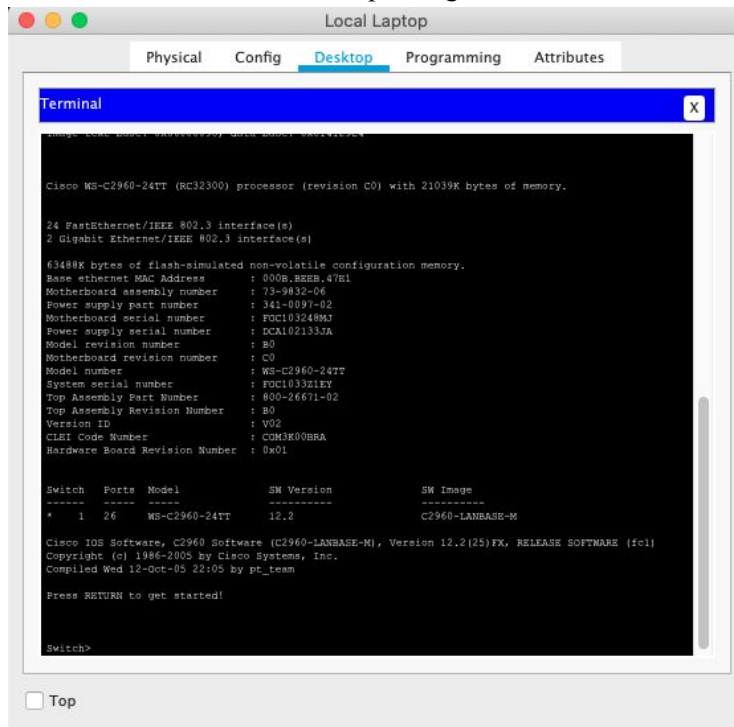 Local Laptop
Physical Config Desktop Programming Attributes
Terminal X
Cisco WS-C2960-24TT (RC32300) processor (revision C0) with 21039K bytes of memory.
24 FastEthernet/IEEE 802.3 interface(s)
2 Gigabit Ethernet/IEEE 802.3 interface(s)
63488K bytes of flash-simulated non-volatile configuration memory.
Base ethernet MAC Address : 000B.BEEB.47E1
Motherboard assembly number : 73-9832-06
Power supply part number : 341-0097-02
Motherboard serial number : FOC103248MJ
Power supply serial number : DCA102133JA
Model revision number : B0
Motherboard revision number : C0
Model number : WS-C2960-24TT
System serial number : FOC1033Z1EY
Top Assembly Part Number : 800-26671-02
Top Assembly Revision Number : B0
Version ID : V02
CLEI Code Number : COM3K00BRA
Hardware Board Revision Number : 0x01
Switch Ports Model SW Version SW Image
------ ----- ----- ---------- ----------
* 1 26 WS-C2960-24TT 12.2 C2960-LANBASE-M
Cisco IOS Software, C2960 Software (C2960-LANBASE-M), Version 12.2(25)FX, RELEASE SOFTWARE (fc1)
Copyright (c) 1986-2005 by Cisco Systems, Inc.
Compiled Wed 12-Oct-05 22:05 by pt_team
Press RETURN to get started!
Switch>
Top